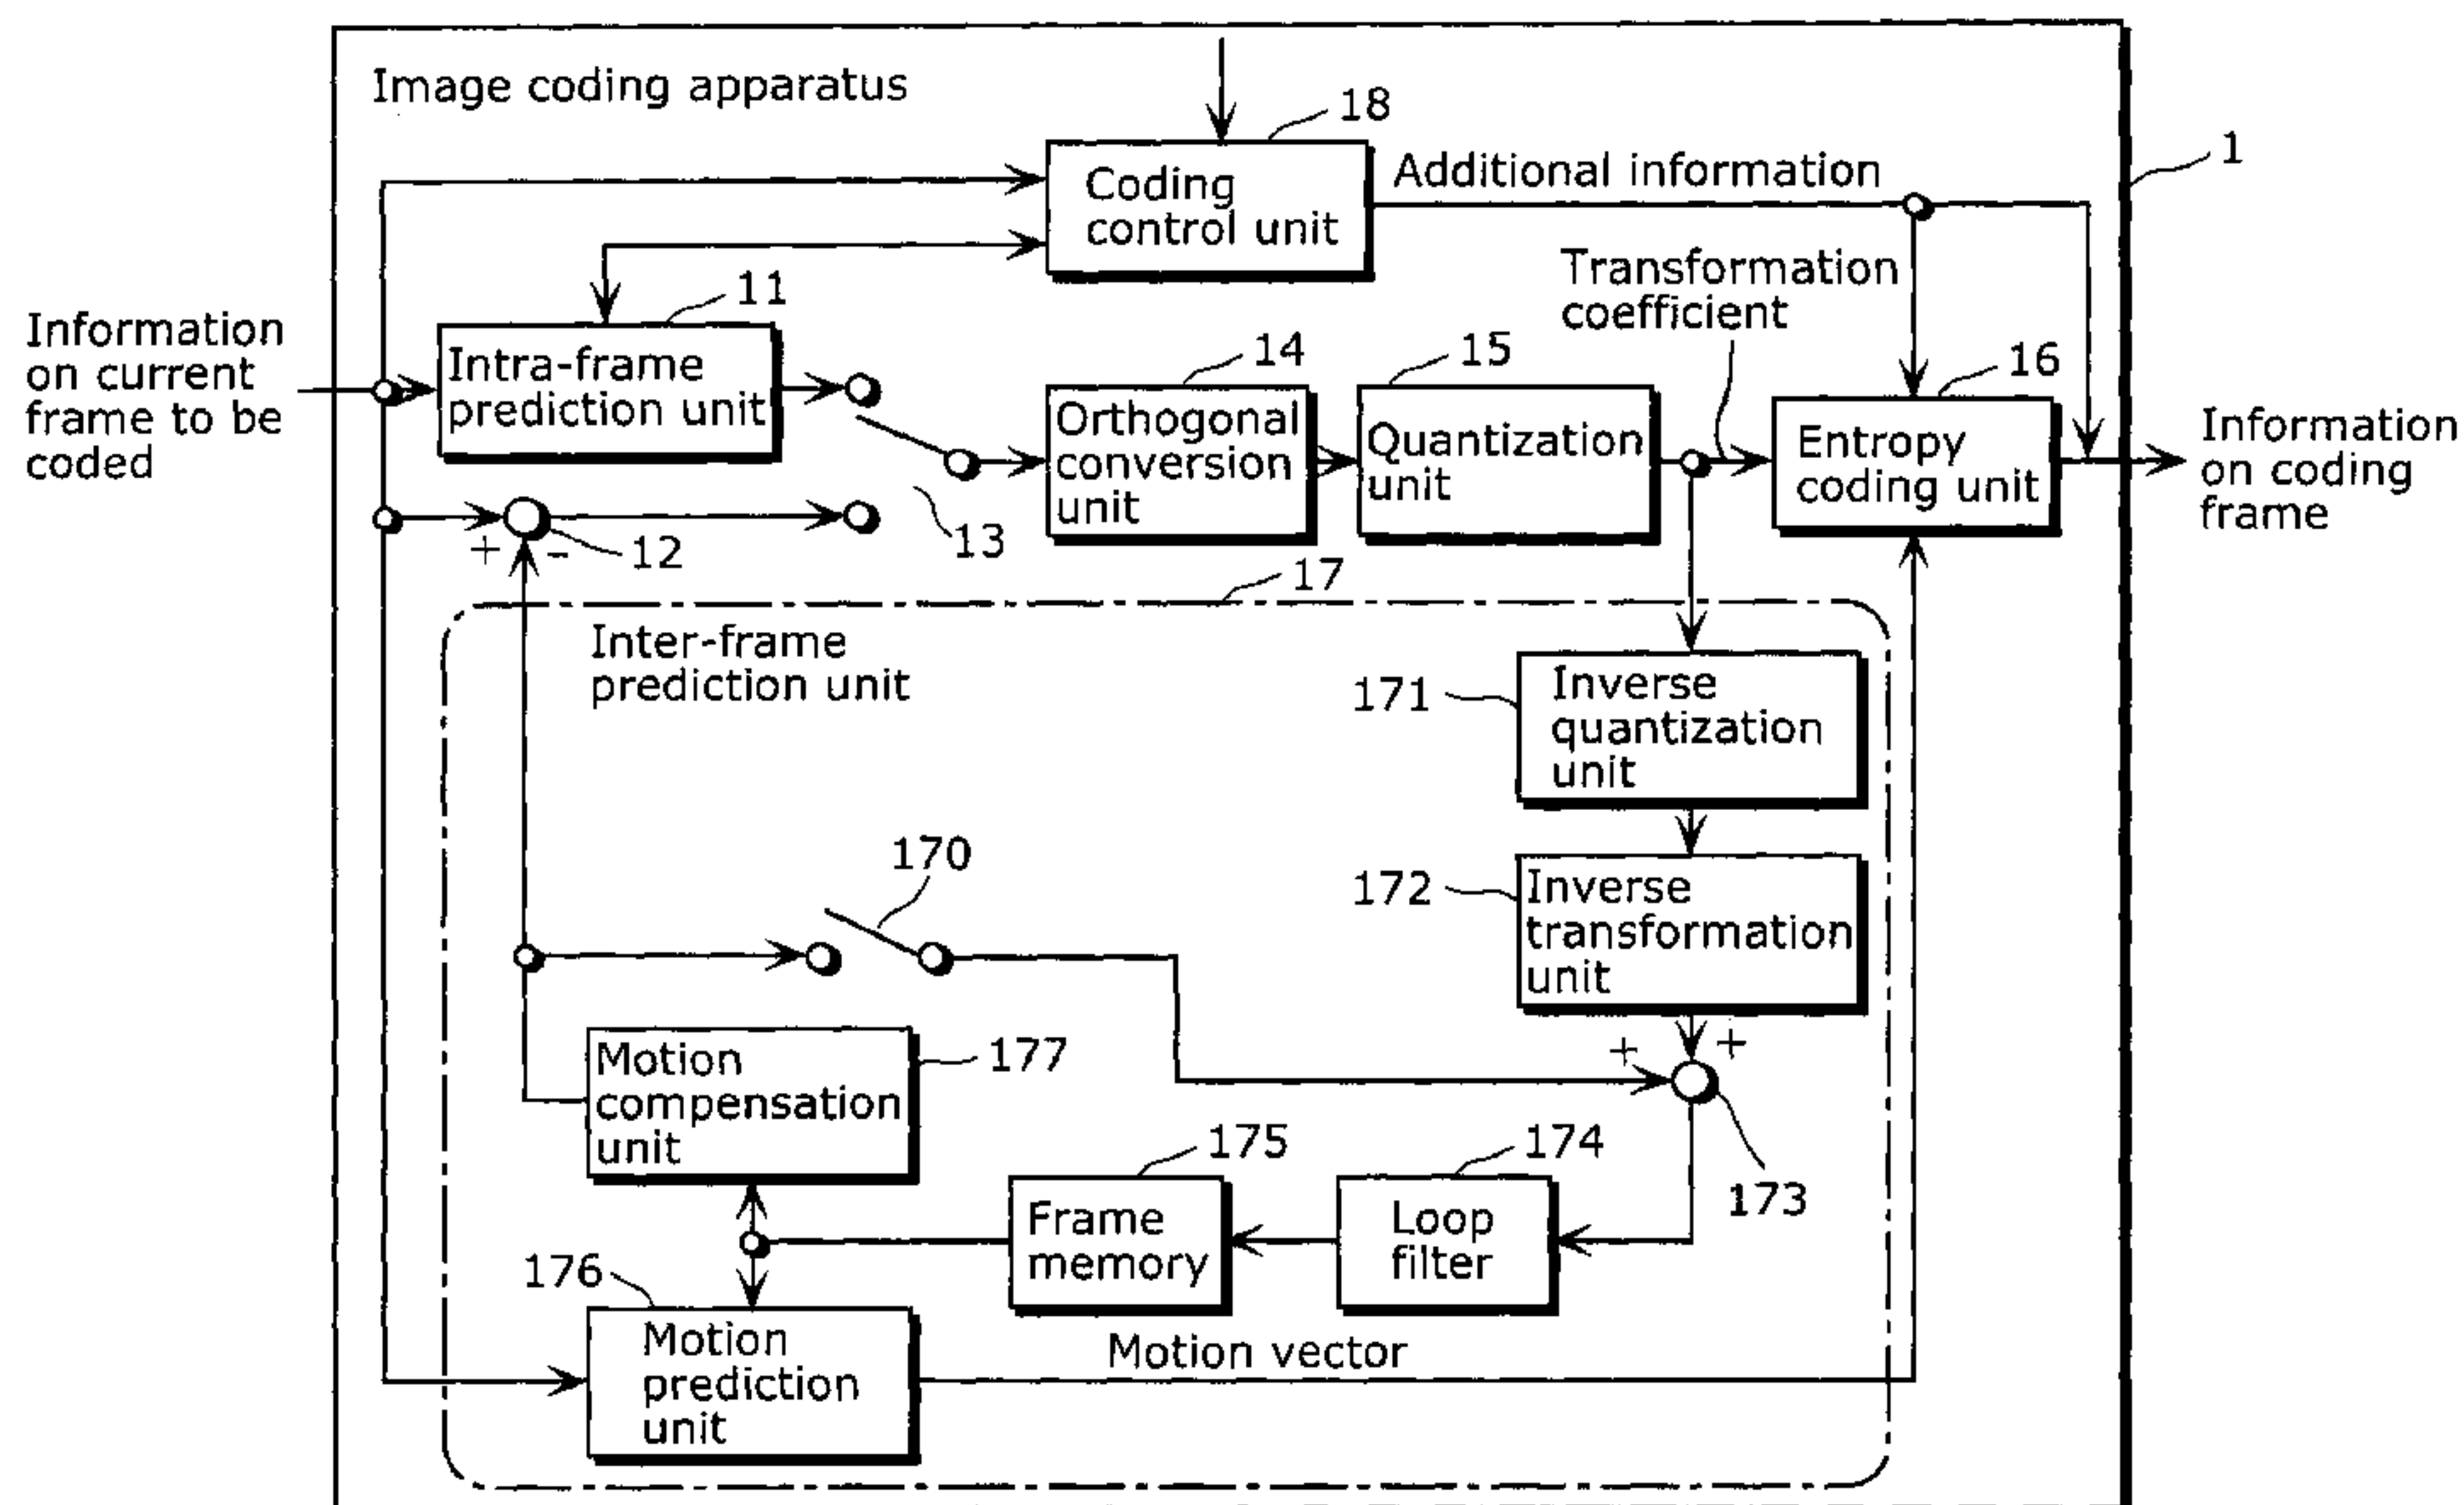 Image coding apparatus
18
1
Coding
control unit
Additional information
Transformation
coefficient
11
Information
on current
frame to be
coded
Intra-frame
prediction unit
14
15
16
Orthogonal
conversion
unit
Quantization
unit
Entropy
coding unit
Information
on coding
frame
+
-
12
13
17
Inter-frame
prediction unit
171
Inverse
quantization
unit
170
172
Inverse
transformation
unit
+
+
Motion
compensation
unit
177
175
174
173
Frame
memory
Loop
filter
176
Motion
prediction
unit
Motion vector